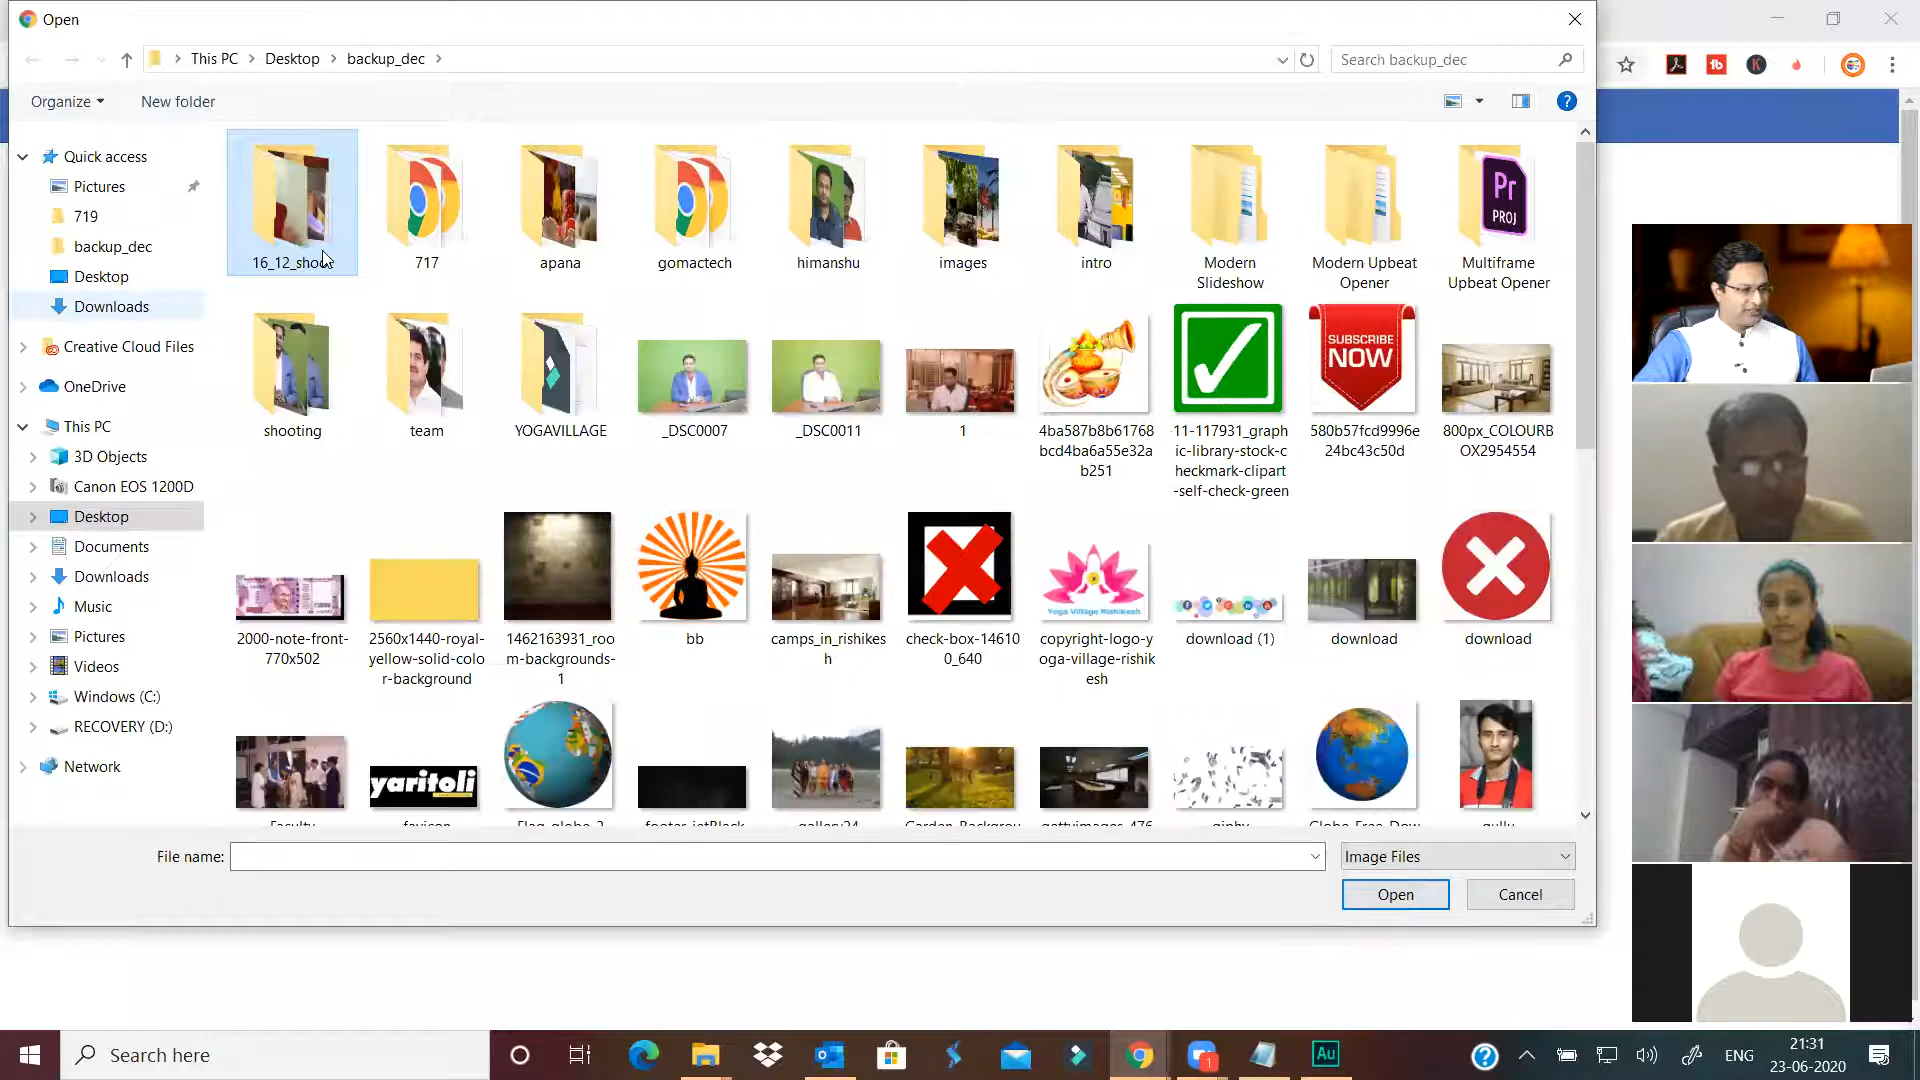 Open
This PC
Desktop
backup_dec
Search backup_dec
Organize
New folder
Quick access
Pictures
719
backup_dec
Desktop
Downloads
Creative Cloud Files
OneDrive
This PC
3D Objects
Canon EOS 1200D
Desktop
Documents
Downloads
Music
Pictures
Videos
Windows (C:)
RECOVERY (D:)
Network
717
apana
gomactech
himanshu
images
intro
Modern
Slideshow
Modern Upbeat
Opener
Pr
PROJ
Multiframe
Upbeat Opener
shooting
team
YOGAVILLAGE
_DSC0007
_DSC0011
1
4ba587b8b61768
bcd4ba6a55e32a
b251
11-117931_graph
ic-library-stock-c
heckmark-clipart
-self-check-green
SUBSCRIBE
NOW
580b57fcd9996e
24bc43c50d
800px_COLOURB
OX2954554
2000-note-front-
770x502
2560x1440-royal-
yellow-solid-colo
r-background
1462163931_roo
m-backgrounds-
1
bb
camps_in_rishikes
h
check-box-14610
0_640
Yoga Village Rishikesh
copyright-logo-y
oga-village-rishik
esh
download (1)
download
download
yaritoli
File name:
Image Files
Open
Cancel
Search here
Au
1
ENG
21:31
23-06-2020